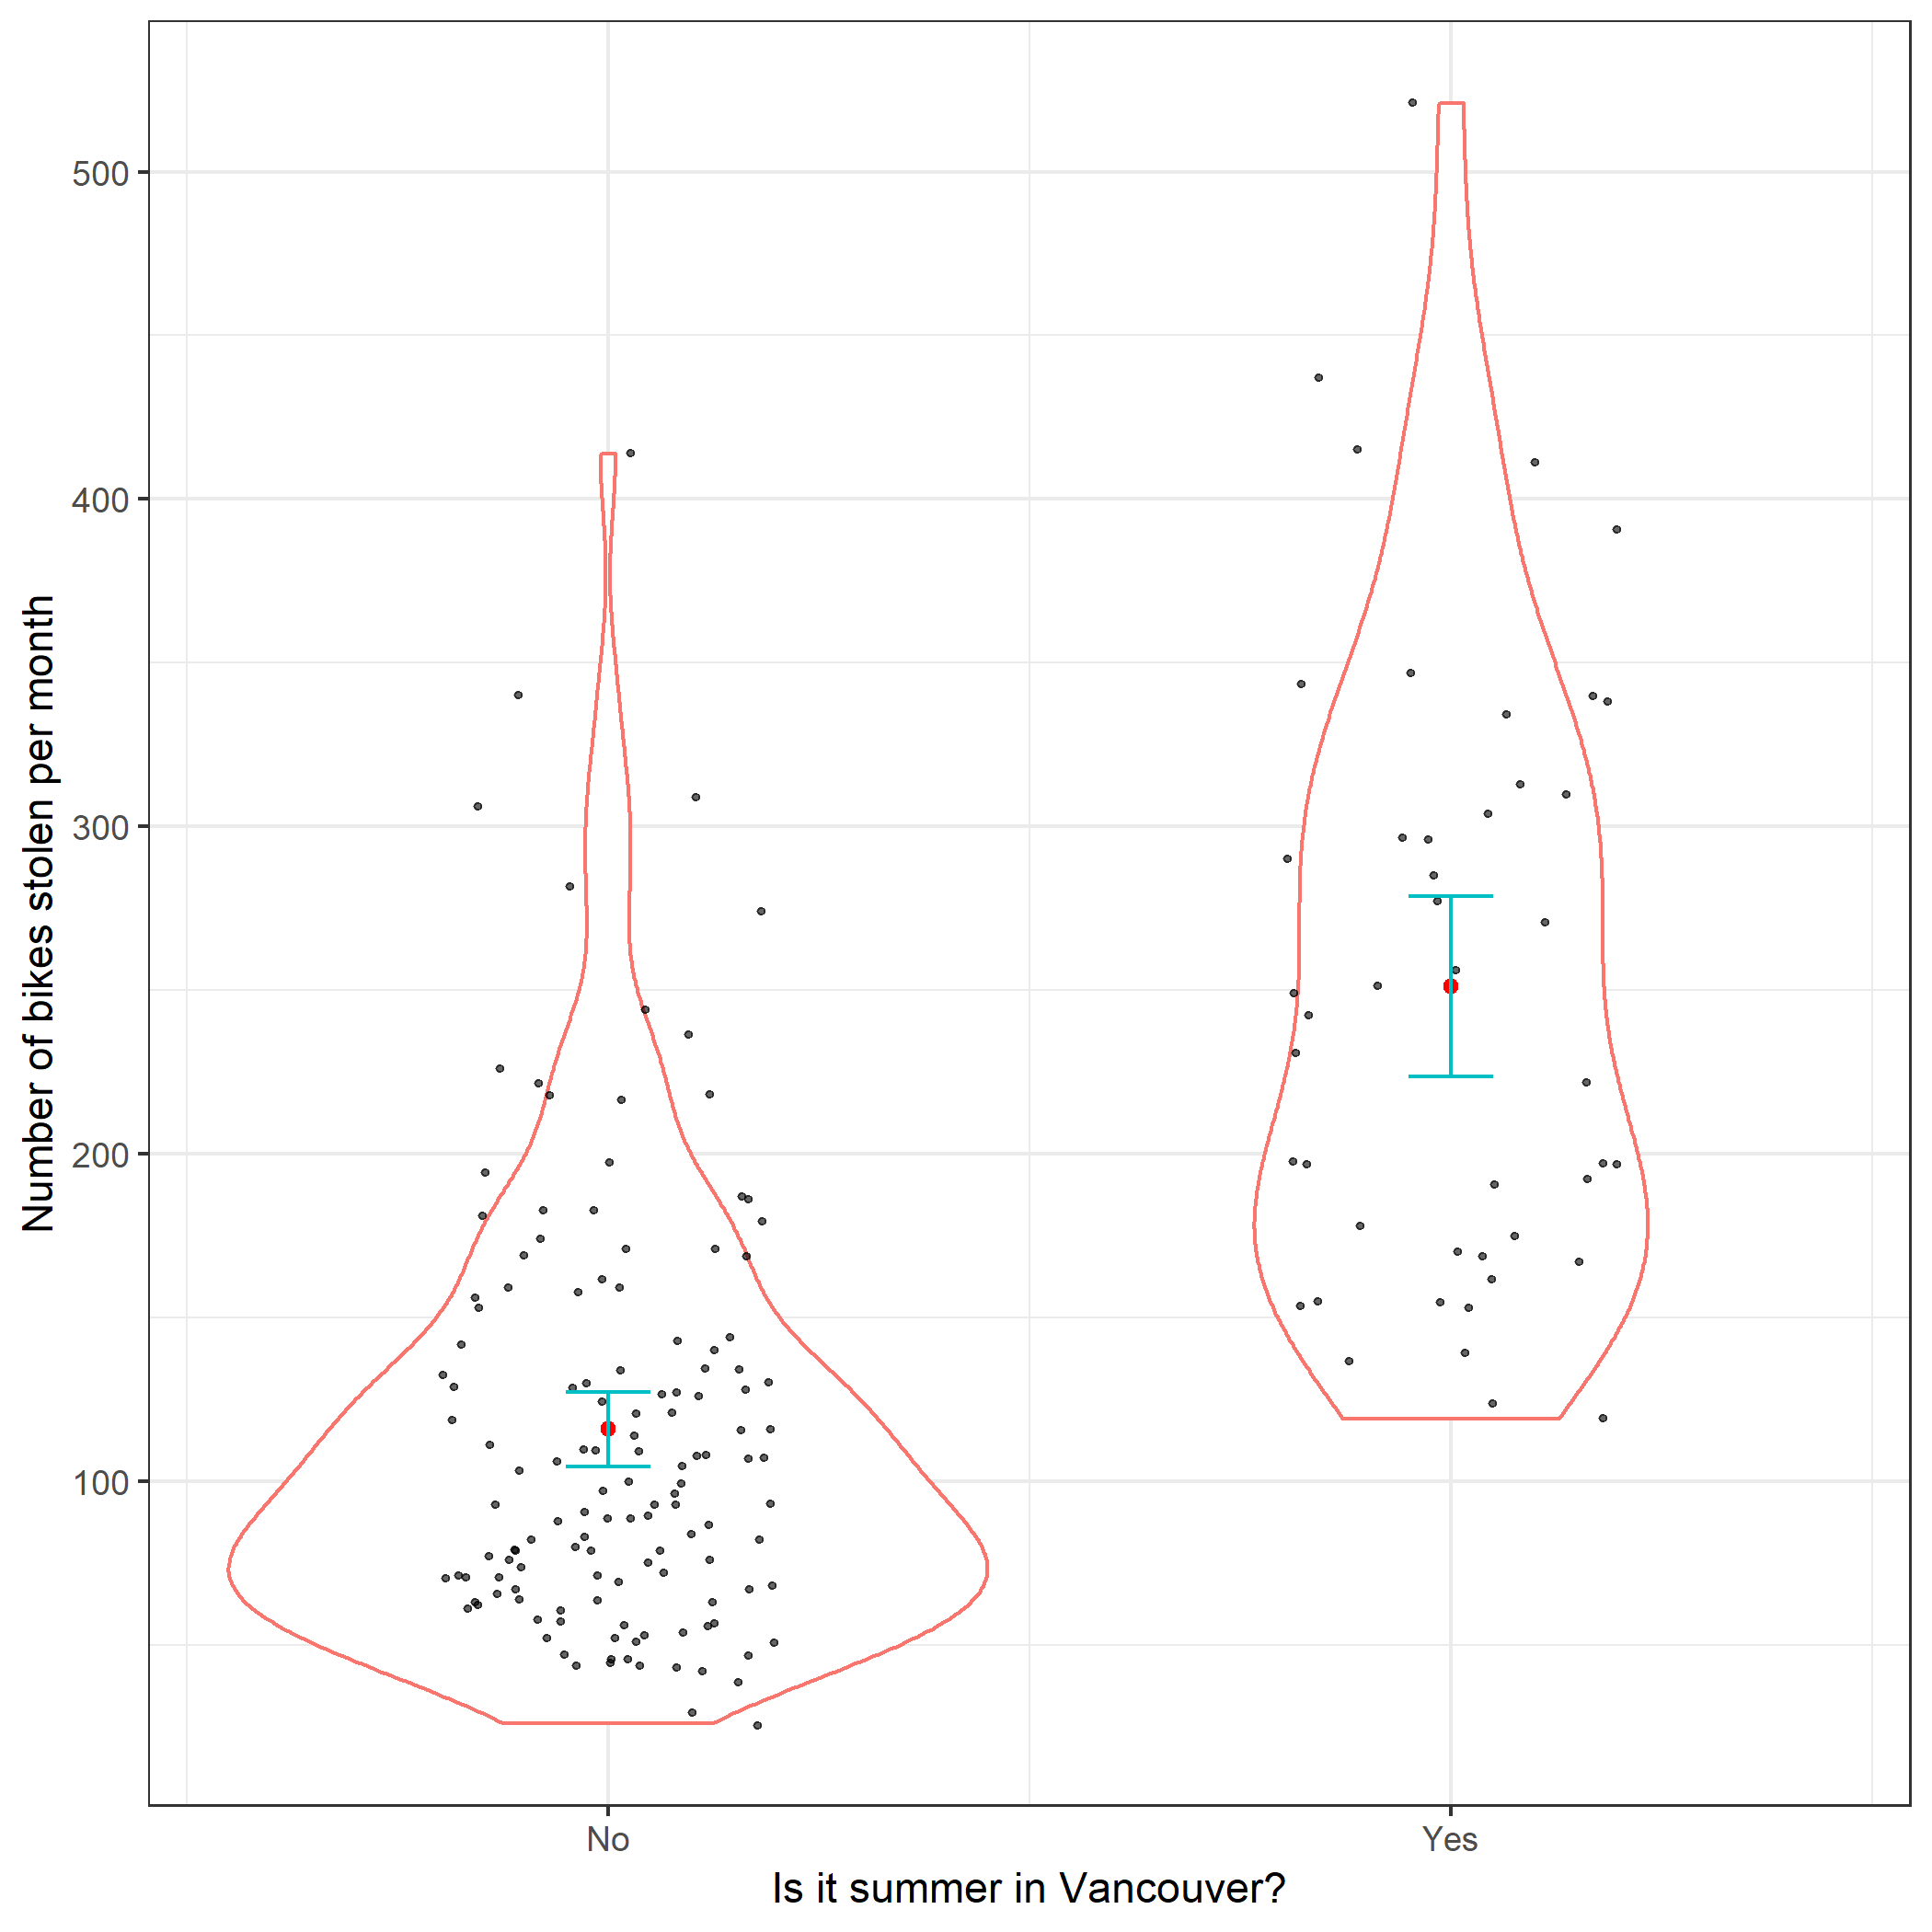 Number of bikes stolen per month
500
400
300
200
100
No
Yes
Is it summer in Vancouver?